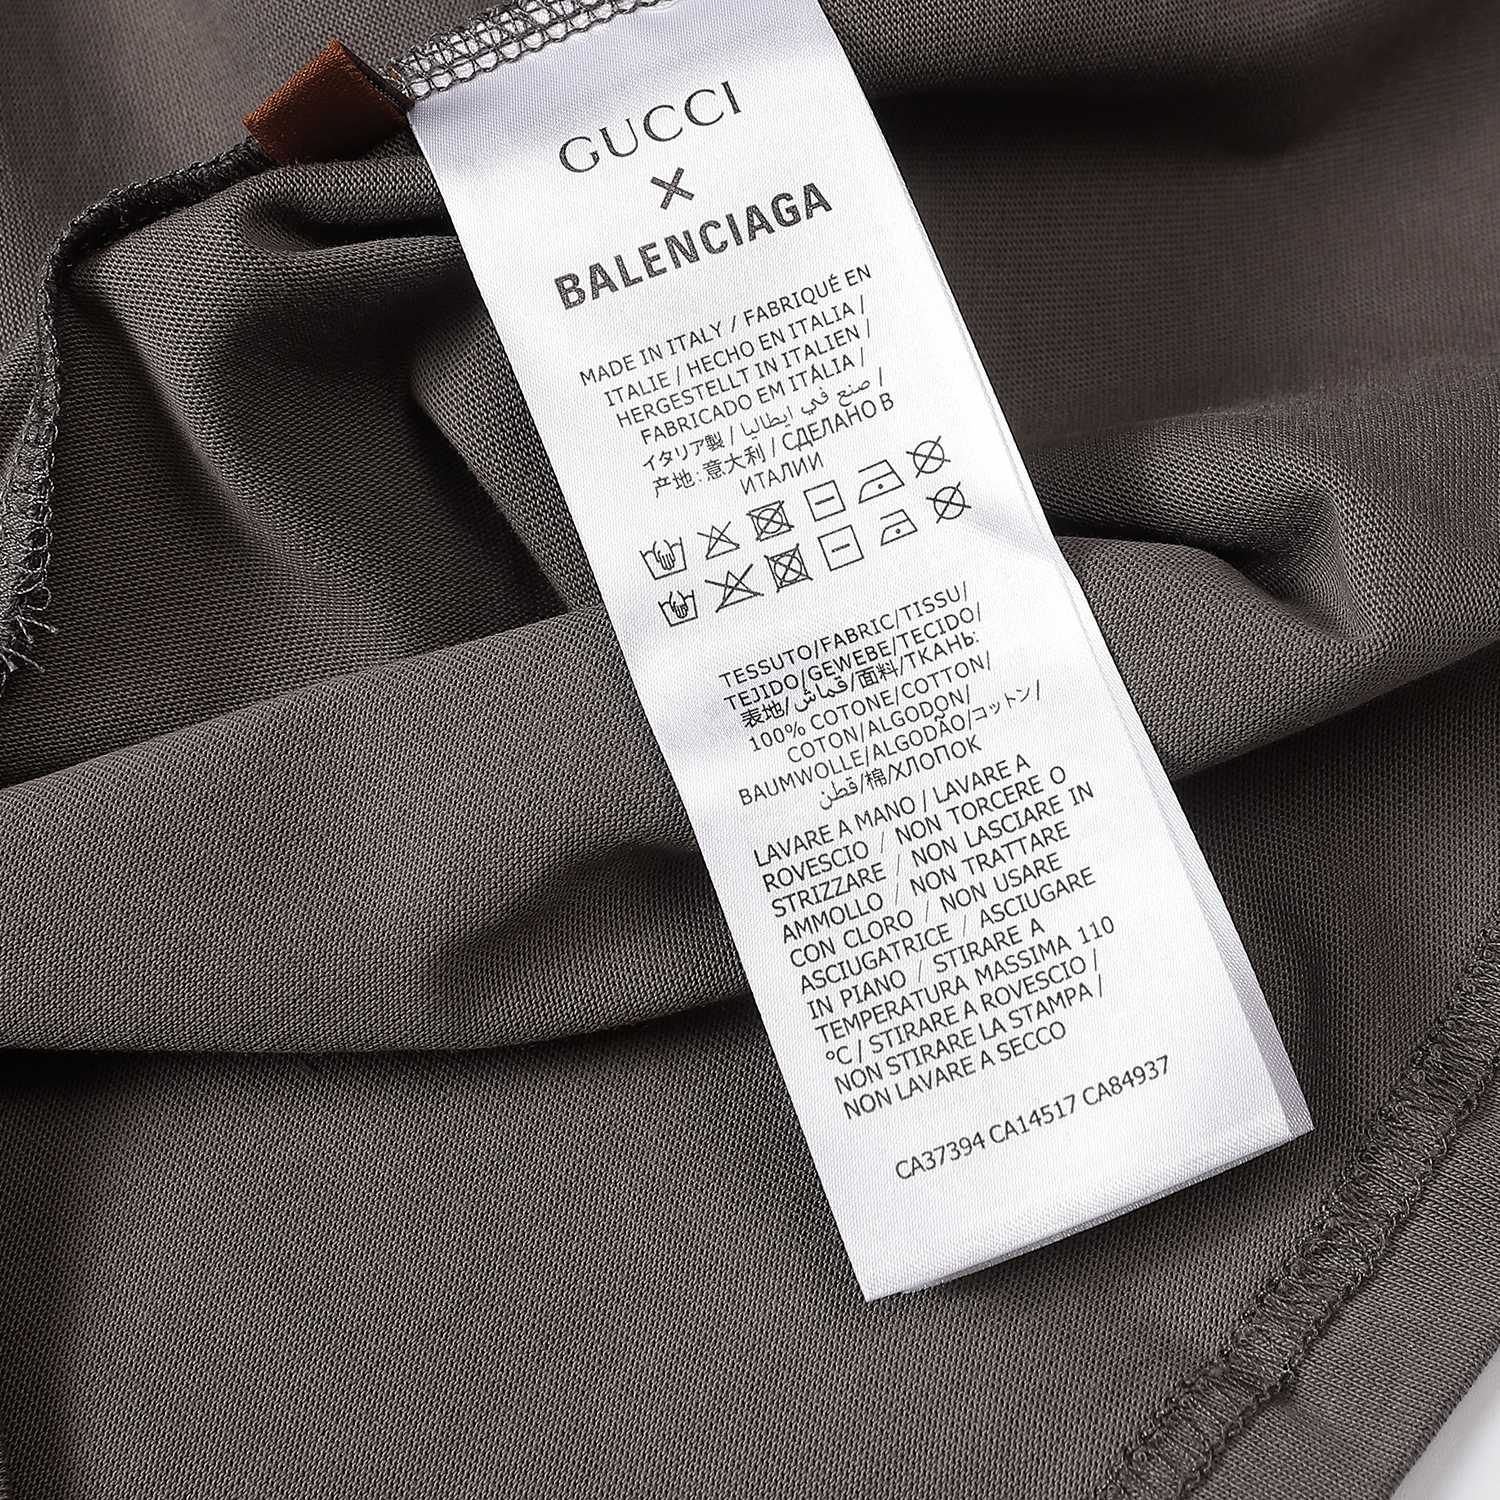 GUCCI
×
BALENCIAGA
MADE IN ITALY / FABRIQUÉ EN
ITALIE / HECHO EN ITALIA /
HERGESTELLT IN ITALIEN /
FABRICADO EM ITÁLIA /
イタリア製 / صنع في ايطاليا /
产地:意大利 / СДЕЛАНО В
ИТАЛИИ
TESSUTO/FABRIC/TISSU/
TEJIDO/GEWEBE/TECIDO/
表地/قماش/面料/ТКАНЬ:
100% COTONE/COTTON/
COTON/ALGODON/
BAUMWOLLE/ALGODÃO/コットン/
قطن/棉/ХЛОПОК
LAVARE A MANO / LAVARE A
ROVESCIO / NON TORCERE O
STRIZZARE / NON LASCIARE IN
AMMOLLO / NON TRATTARE
CON CLORO / NON USARE
ASCIUGATRICE / ASCIUGARE
IN PIANO / STIRARE A
TEMPERATURA MASSIMA 110
°C / STIRARE A ROVESCIO /
NON STIRARE LA STAMPA /
NON LAVARE A SECCO
CA37394 CA14517 CA84937